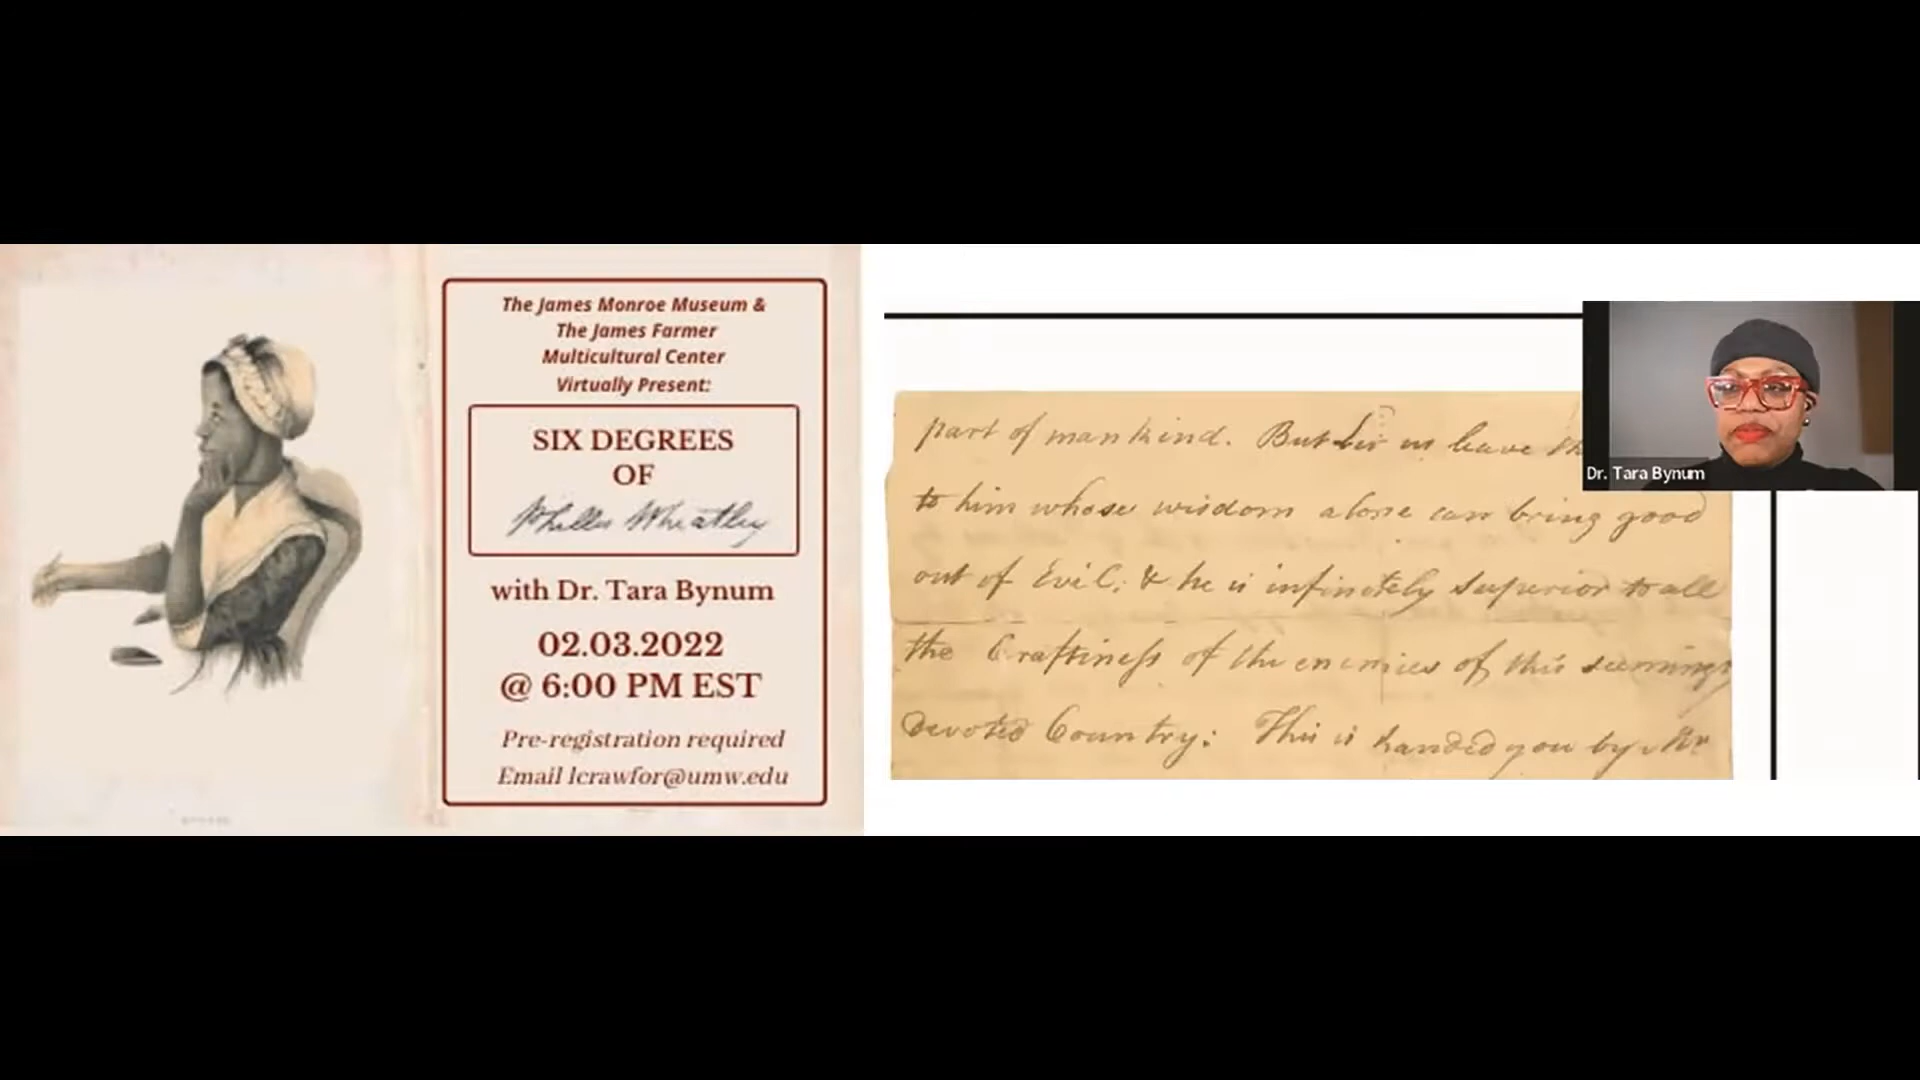 The James Monroe Museum &
The James Farmer
Multicultural Center
Virtually Present:
SIX DEGREES
OF
Phillis Wheatley
with Dr. Tara Bynum
02.03.2022
@ 6:00 PM EST
Pre-registration required
Email lcrawfor@umw.edu
part of mankind. But us leave
to him whose wisdom alone can bring good
out of Evil; & he is infinitely superior to all
the Craftiness of the enemies of this seemingly
devoted Country: This is handed you by Mr
Dr. Tara Bynum